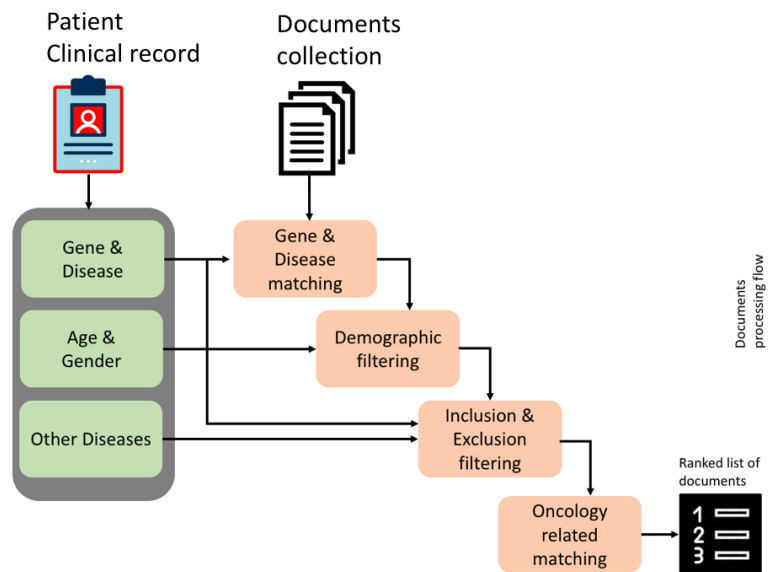 Patient
Clinical record
Documents
collection
Gene &
Disease
Gene &
Disease
matching
Age &
Gender
Demographic
filtering
Documents
processing flow
Other Diseases
Inclusion &
Exclusion
filtering
Ranked list of
documents
Oncology
related
matching
1
2
3